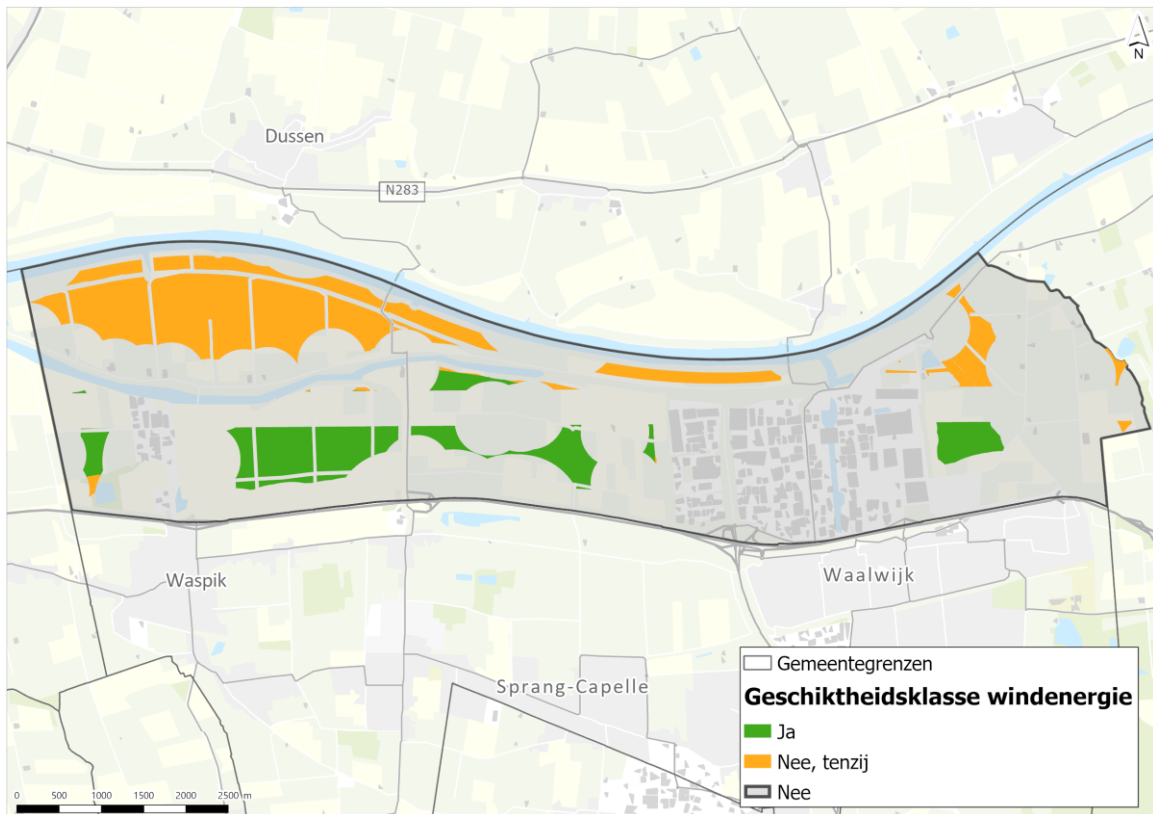 N
Dussen
N283
Waspik
Waalwijk
Sprang-Capelle
Gemeentegrenzen
Geschiktheidsklasse windenergie
Ja
Nee, tenzij
Nee
0 500 1000 1500 2000 2500 m